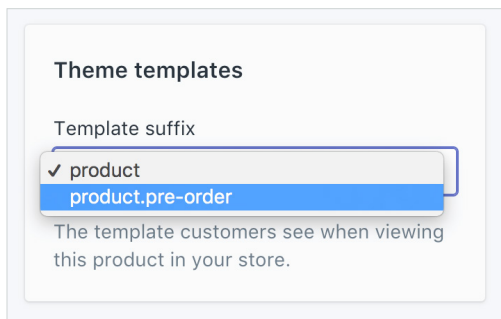 Theme templates
Template suffix
✓ product
product.pre-order
The template customers see when viewing
this product in your store.